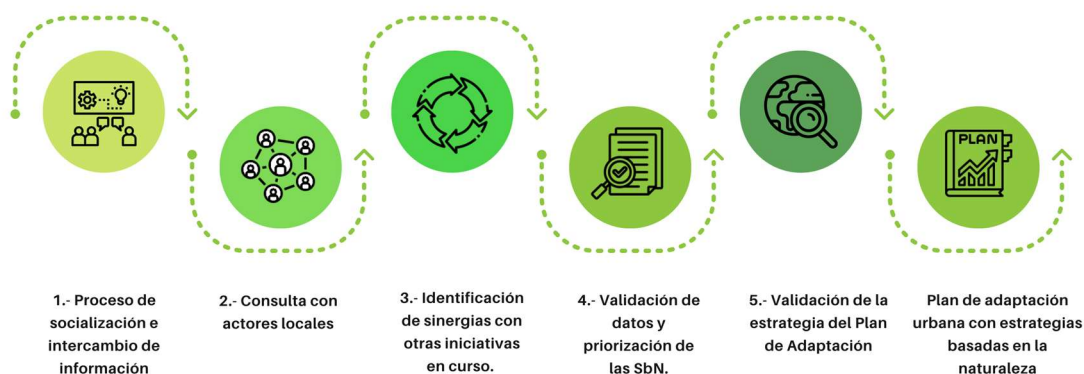 PLAN
1.- Proceso de
socialización e
intercambio de
información
2.- Consulta con
actores locales
3.- Identificación
de sinergias con
otras iniciativas
en curso.
4.- Validación de
datos y
priorización de
las SbN.
5.- Validación de la
estrategia del Plan
de Adaptación
Plan de adaptación
urbana con estrategias
basadas en la
naturaleza